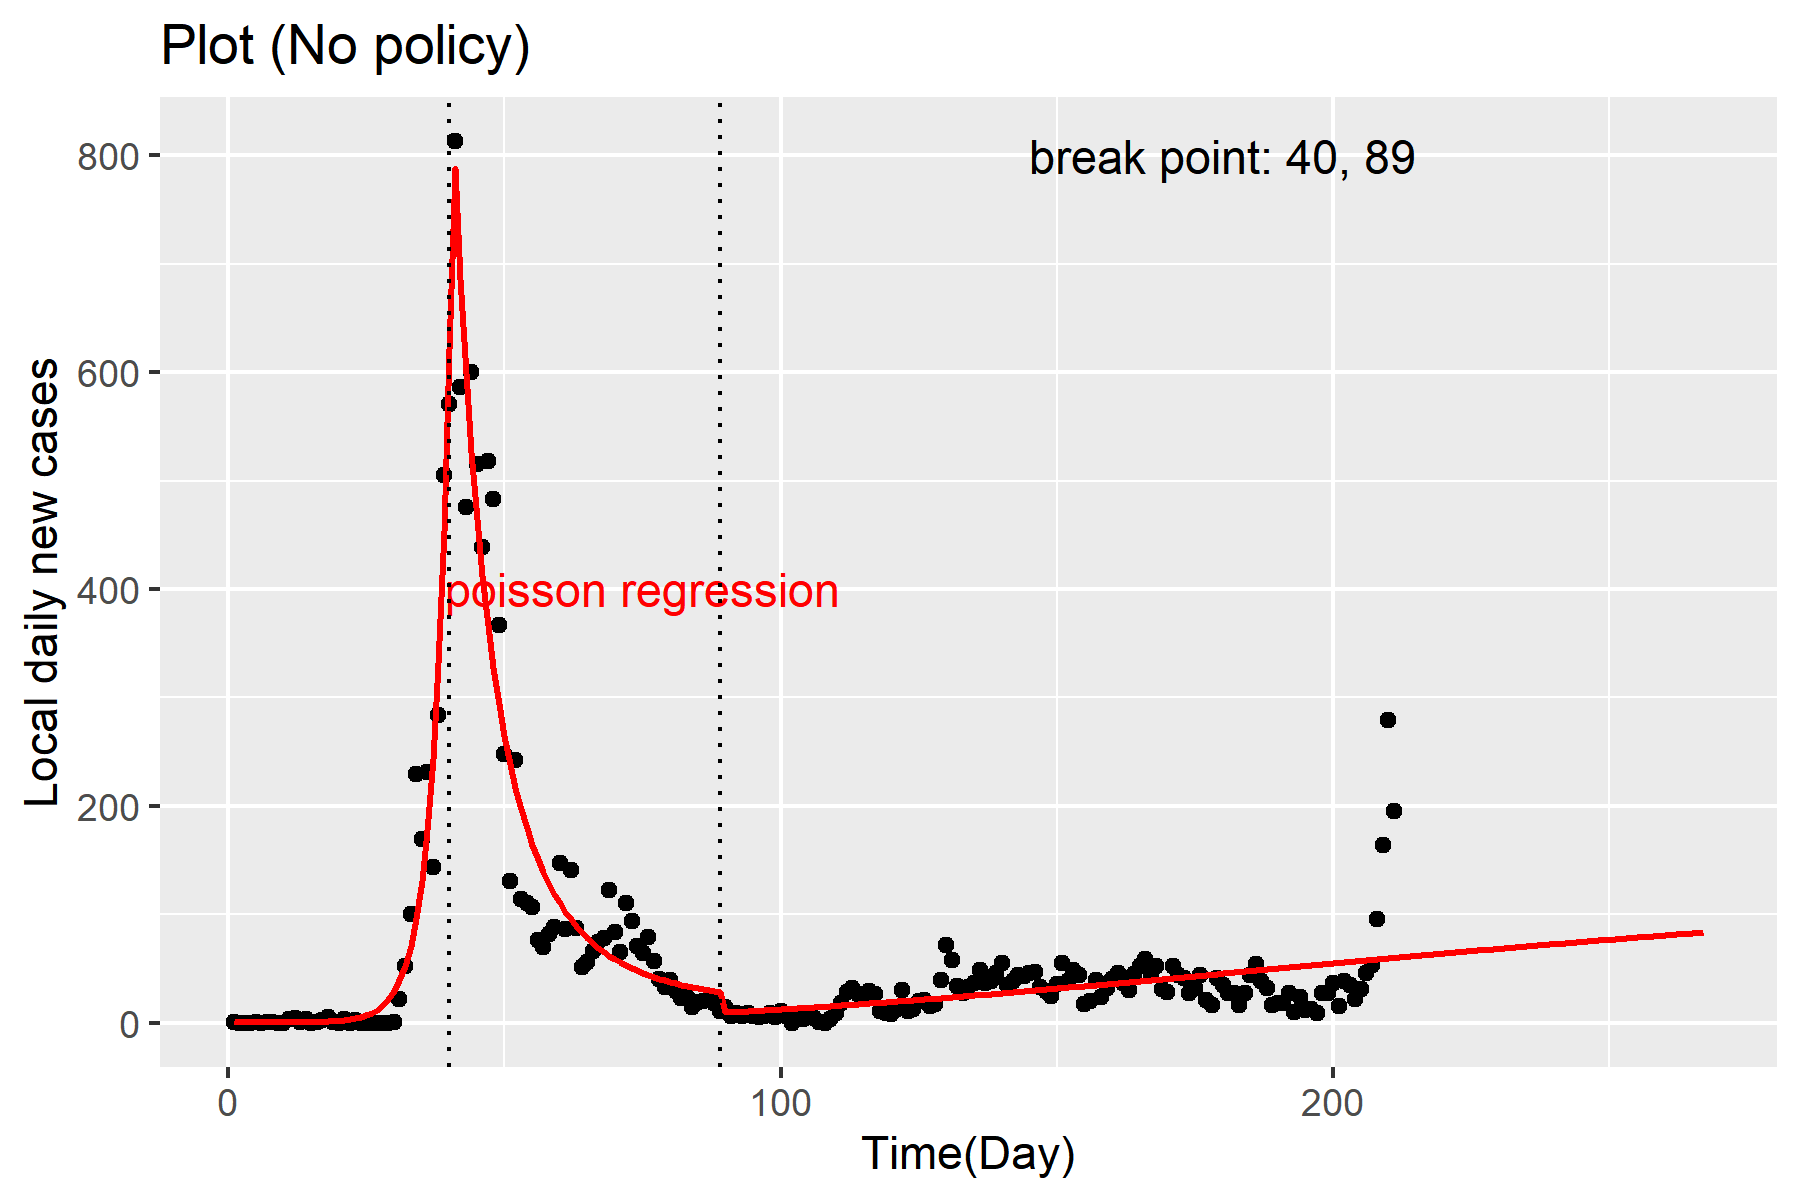 Plot (No policy)
break point: 40, 89
poisson regression
Local daily new cases
800
600
400
200
0
0
100
200
Time(Day)